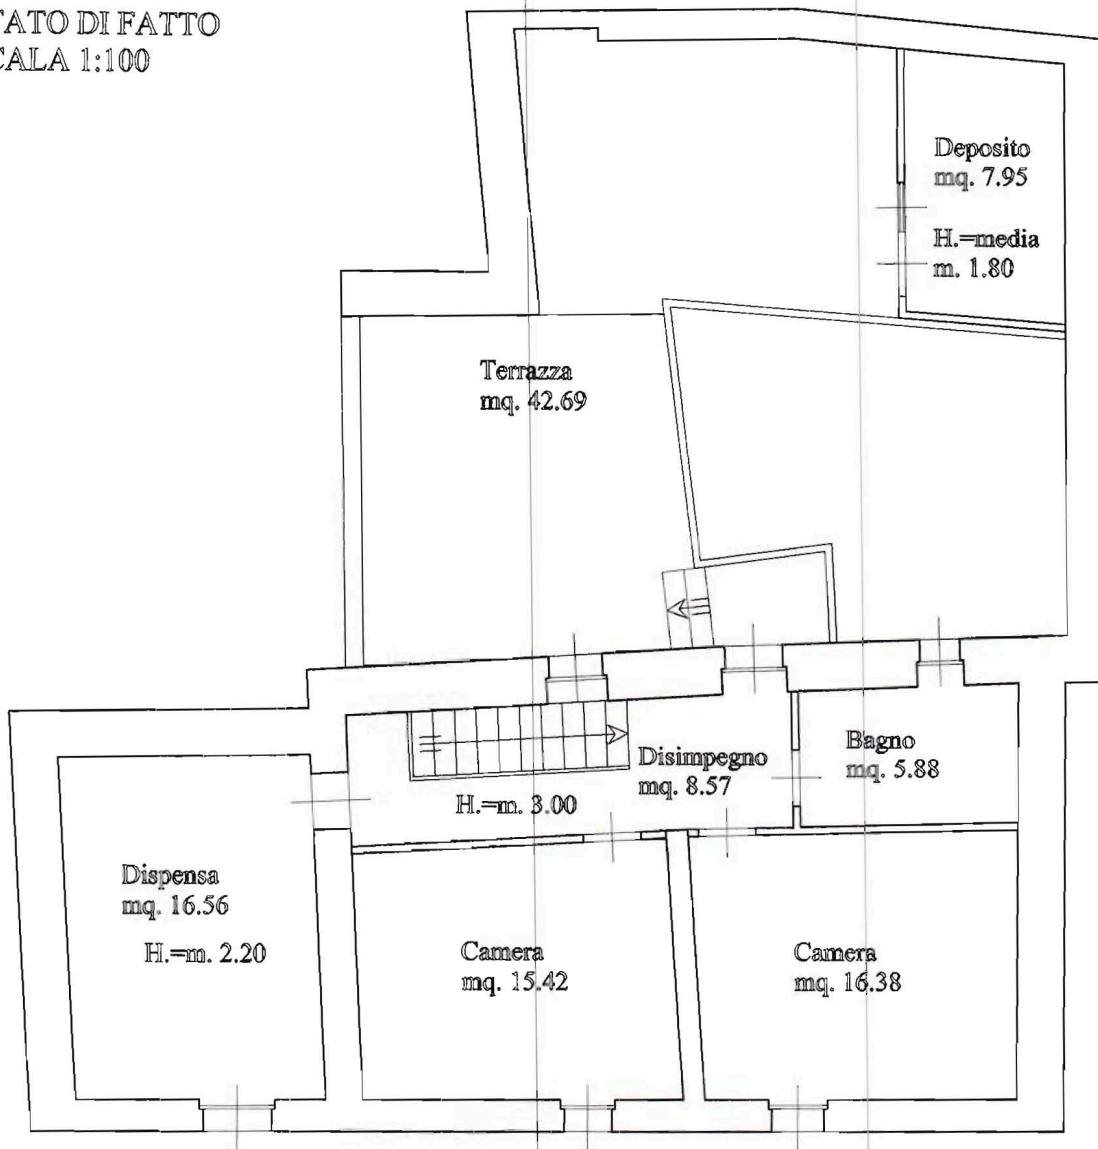 TATO DI FATTO
CALA 1:100
Deposito
mq. 7.95
H.=media
m. 1.80
Terrazza
mq. 42.69
Disimpegno
mq. 8.57
Bagno
mq. 5.88
H.=m. 3.00
Dispensa
mq. 16.56
H.=m. 2.20
Camera
mq. 15.42
Camera
mq. 16.38